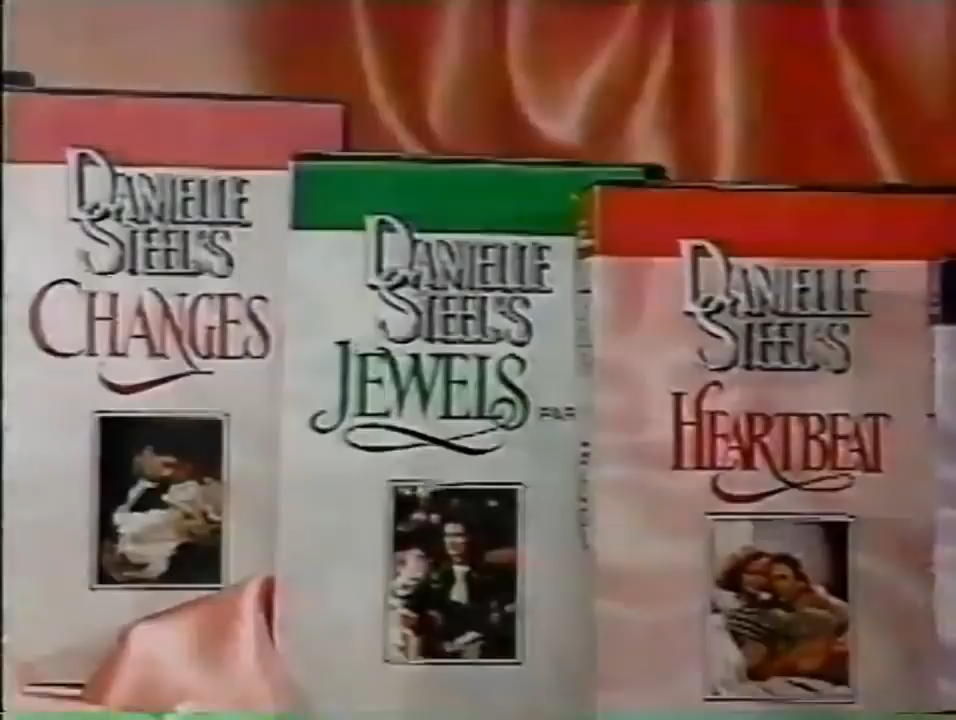 DANIELLE
STEEL'S
CHANGES
DANIELLE
STEEL'S
JEWELS
DANIELLE
STEEL'S
HEARTBEAT